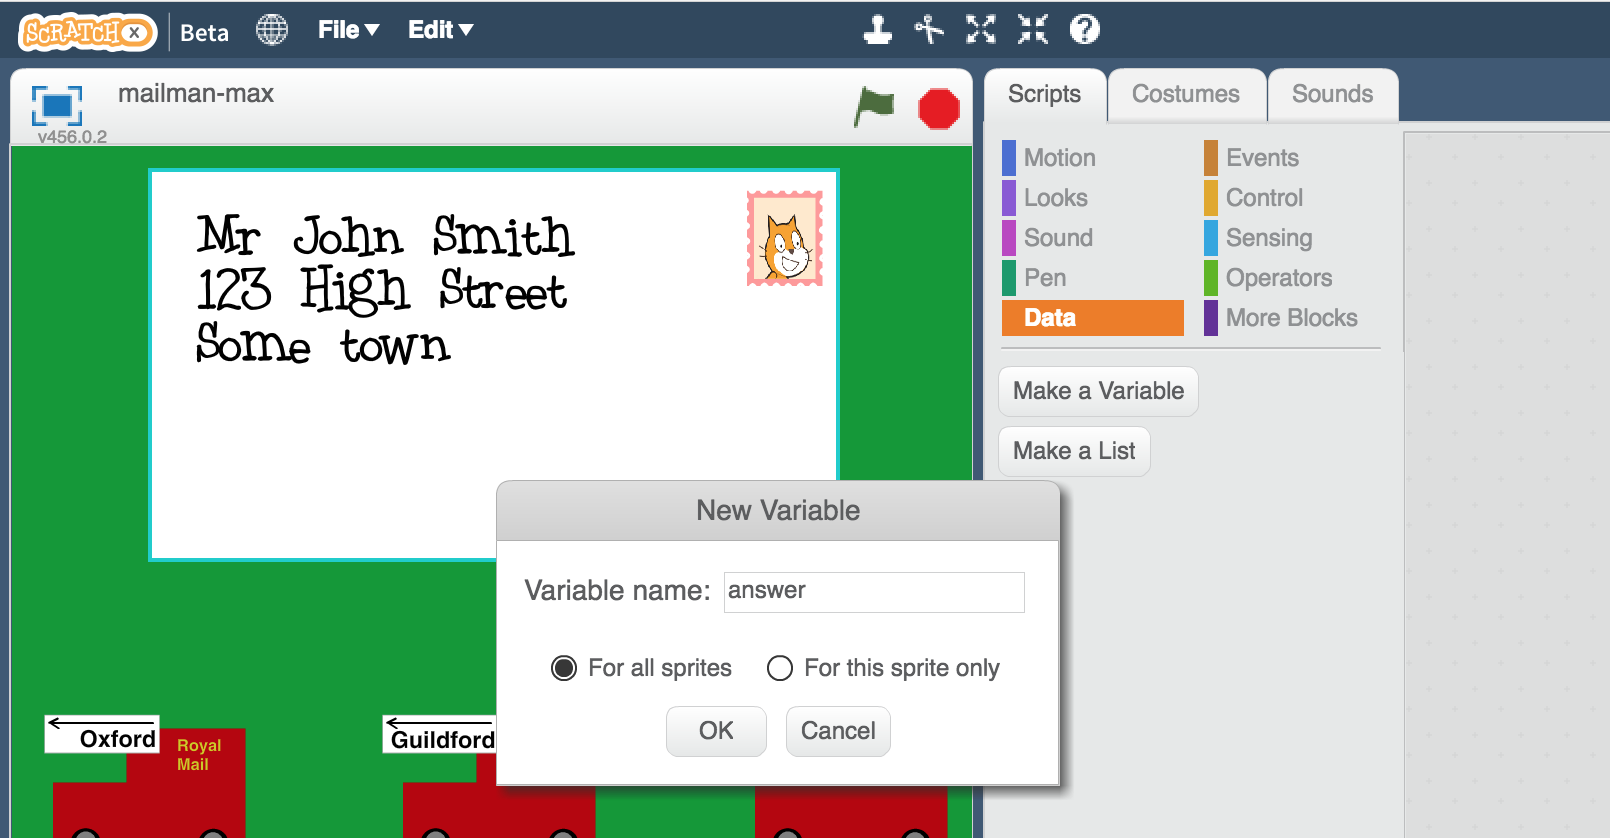 SCRATCHX
Beta
File
Edit
mailman-max
v456.0.2
Scripts
Costumes
Sounds
Motion
Events
Looks
Control
Sound
Sensing
Pen
Operators
Data
More Blocks
Make a Variable
Make a List
Mr John Smith
123 High Street
Some town
New Variable
Variable name: answer
For all sprites
For this sprite only
OK
Cancel
Oxford
Royal
Mail
Guildford